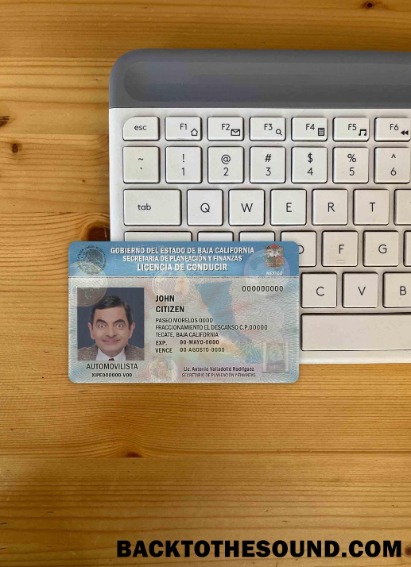 esc F1 F2 F3 F4 F5 F6
~ ! @ # $ % ^
` 1 2 3 4 5 6
tab Q W E R T
D F G
C V B
GOBIERNO DEL ESTADO DE BAJA CALIFORNIA
SECRETARIA DE PLANEACIÓN Y FINANZAS
LICENCIA DE CONDUCIR
000000000
JOHN
CITIZEN
PASEO MORELOS 0000
FRACCIONAMIENTO EL DESCANSO C.P.00000
TECATE, BAJA CALIFORNIA
EXP. 00-MAYO-0000
VENCE 00-AGOSTO-0000
AUTOMOVILISTA
Lic. Antonio Valladolid Rodríguez
SECRETARIO DE PLANEACIÓN Y FINANZAS
BACKTOTHESOUND.COM